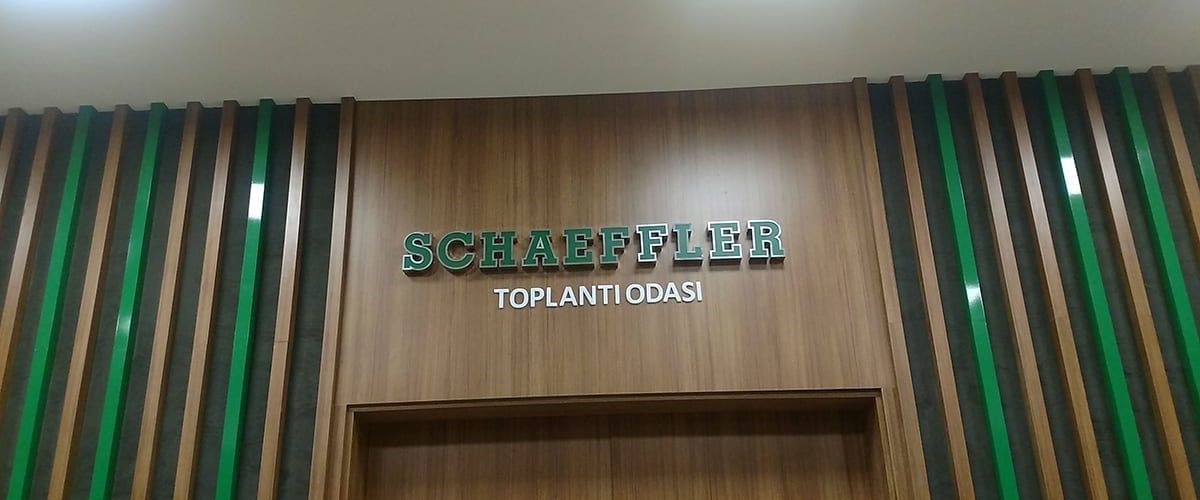 SCHAEFFLER
TOPLANTI ODASI